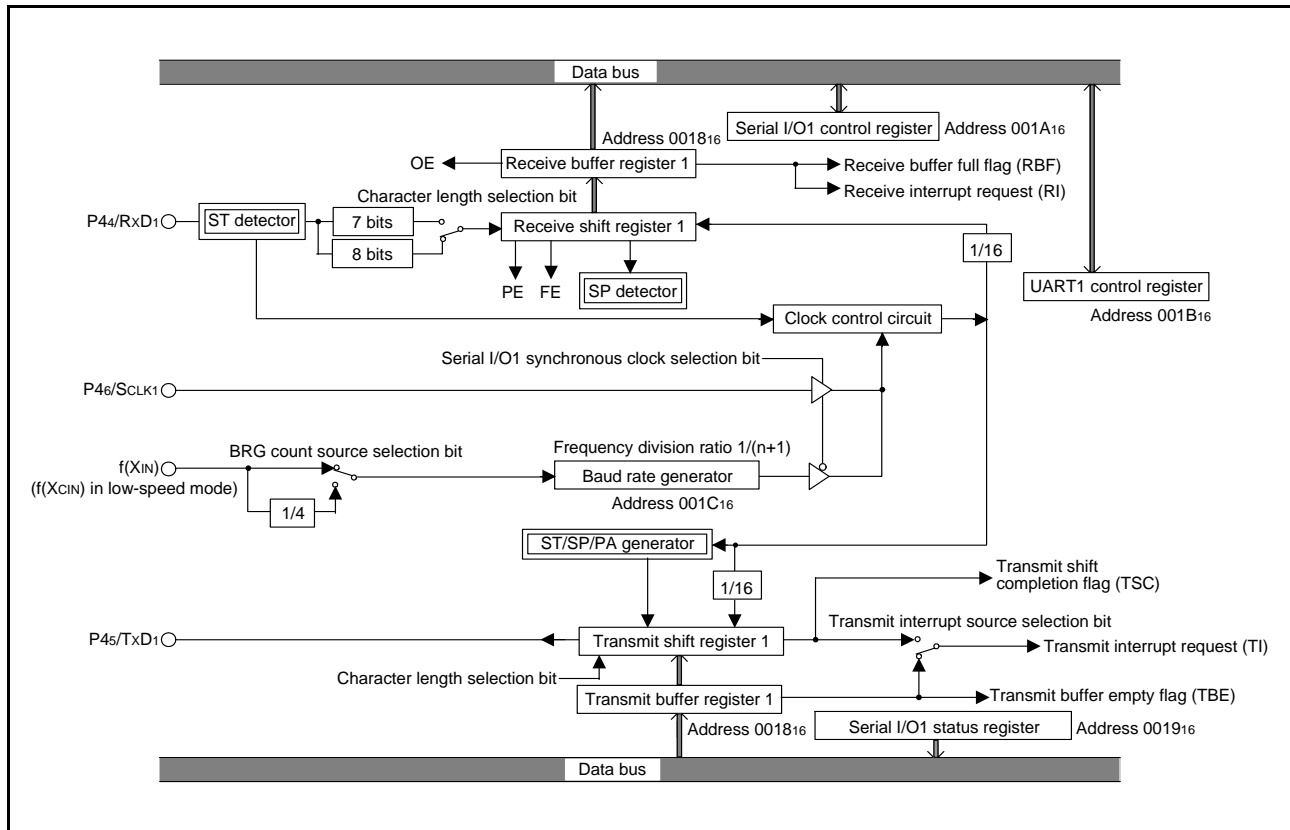 Data bus
Serial I/O1 control register Address 001A16
Address 001816
OE Receive buffer register 1 Receive buffer full flag (RBF)
Receive interrupt request (RI)
Character length selection bit
P44/RXD1 ST detector 7 bits Receive shift register 1
8 bits 1/16
PE FE SP detector
UART1 control register
Address 001B16
Clock control circuit
Serial I/O1 synchronous clock selection bit
P46/SCLK1
BRG count source selection bit Frequency division ratio 1/(n+1)
f(XIN) Baud rate generator
(f(XCIN) in low-speed mode) Address 001C16
1/4
ST/SP/PA generator
Transmit shift
completion flag (TSC)
1/16
Transmit interrupt source selection bit
P45/TXD1 Transmit shift register 1 Transmit interrupt request (TI)
Character length selection bit
Transmit buffer register 1 Transmit buffer empty flag (TBE)
Address 001816 Serial I/O1 status register Address 001916
Data bus